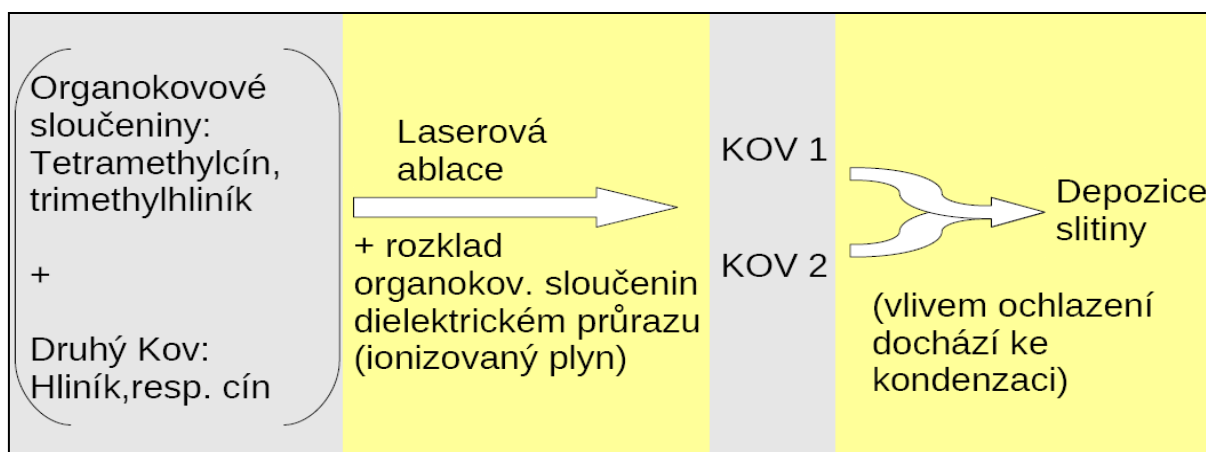 Organokovové
sloučeniny:
Tetramethylcín,
trimethylhliník
+
Druhý Kov:
Hliník,resp. cín
Laserová
ablace
+ rozklad
organokov. sloučenin
dielektrickém průrazu
(ionizovaný plyn)
KOV 1
KOV 2
Depozice
slitiny
(vlivem ochlazení
dochází ke
kondenzaci)